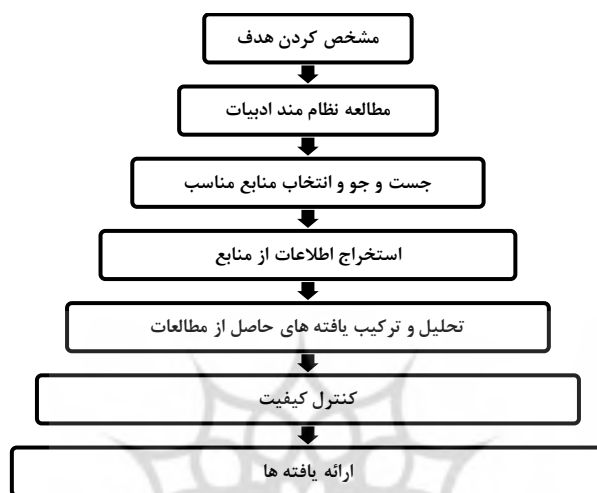 مشخص کردن هدف
مطالعه نظام مند ادبیات
جست و جو و انتخاب منابع مناسب
استخراج اطلاعات از منابع
تحلیل و ترکیب یافته های حاصل از مطالعات
کنترل کیفیت
ارائه یافته ها